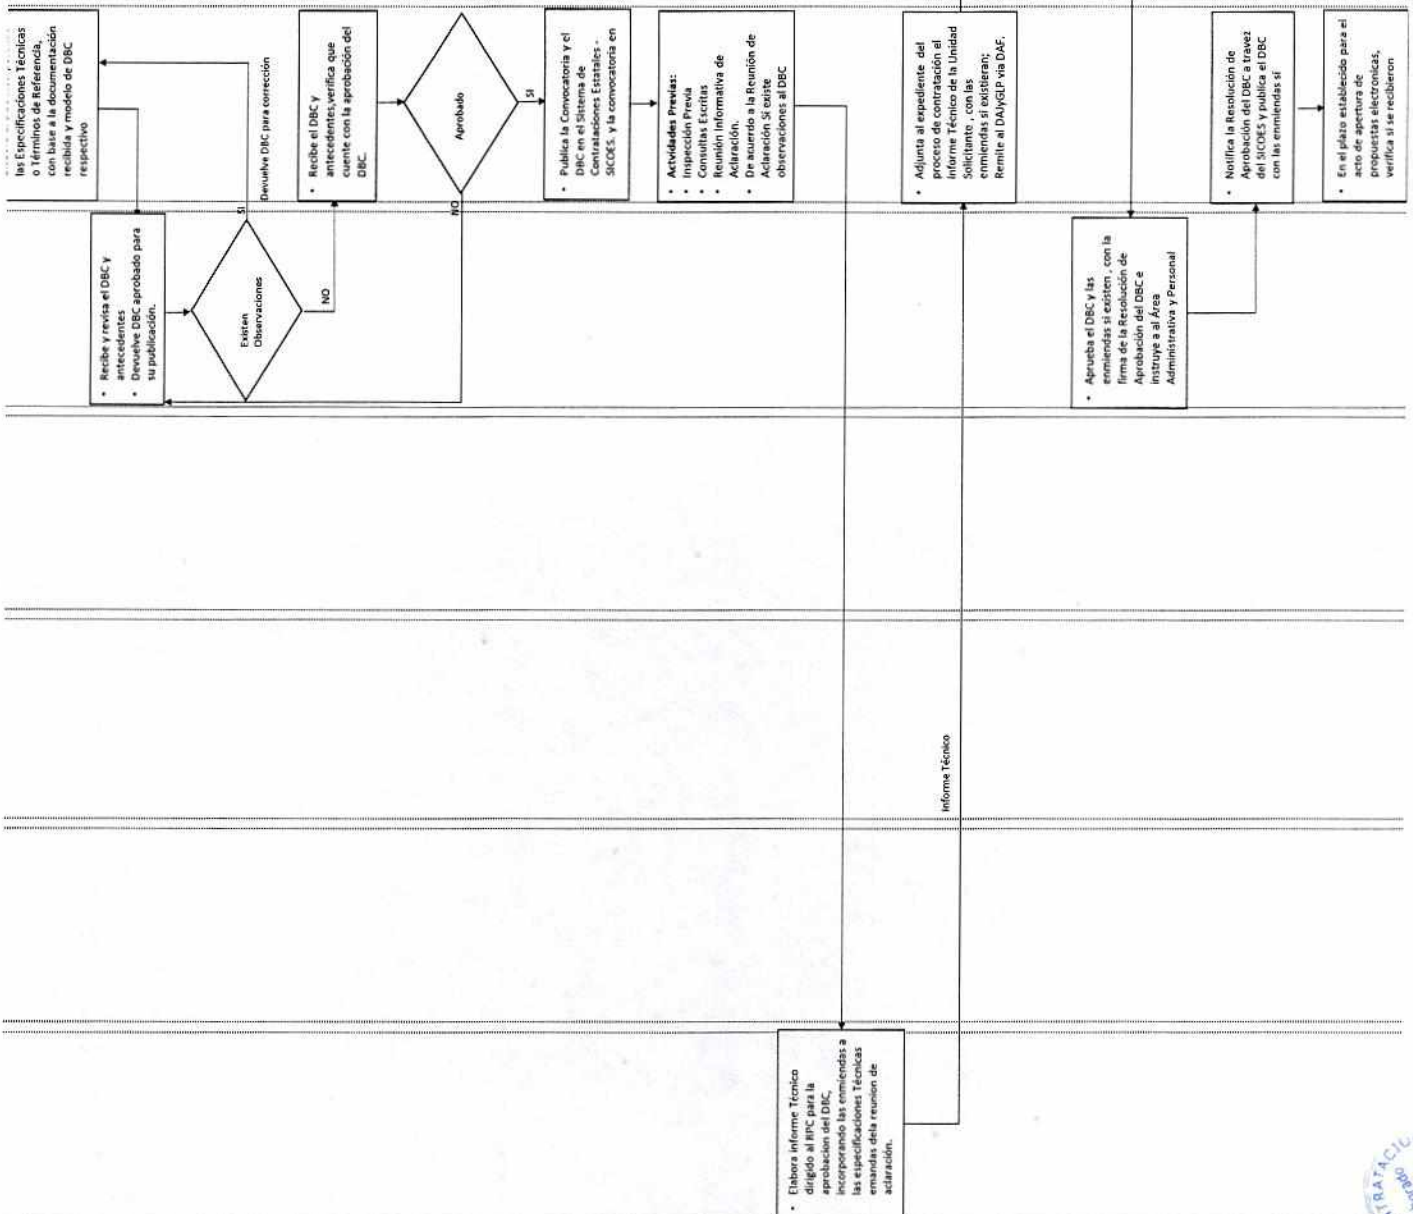 las Especificaciones Técnicas
o Términos de Referencia,
con base a la documentación
recibida y modelo de DBC
respectivo
• Recibe y revisa el DBC y
antecedentes
• Devuelve DBC aprobado para
su publicación.
SI
Devuelve DBC para corrección
Existen
Observaciones
NO
• Recibe el DBC y
antecedentes,verifica que
cuente con la aprobación del
DBC.
Aprobado
SI
NO
• Publica la Convocatoria y el
DBC en el Sistema de
Contrataciones Estatales -
SICOES. y la convocatoria en
• Actvidades Previas:
• Inspección Previa
• Consultas Escritas
• Reunión Informativa de
Aclaración.
• De acuerdo a la Reunión de
Aclaración Si existe
observaciones al DBC
• Elabora informe Técnico
dirigido al RPC para la
aprobacion del DBC,
incorporando las enmiendas a
las especificaciones Técnicas
emandas dela reunion de
aclaración.
Informe Técnico
• Adjunta al expediente del
proceso de contratación el
Informe Técnico de la Unidad
Solicitante , con las
enmiendas si existieran;
Remite al DAJyGLP via DAF.
• Aprueba el DBC y las
enmiendas si existen , con la
firma de la Resolución de
Aprobación del DBC e
instruye a al Área
Administrativa y Personal
• Notifica la Resolución de
Aprobación del DBC a travez
del SICOES y publica el DBC
con las enmiendas sí
• En el plazo establecido para el
acto de apertura de
propuestas electronicas,
verifica si se recibieron